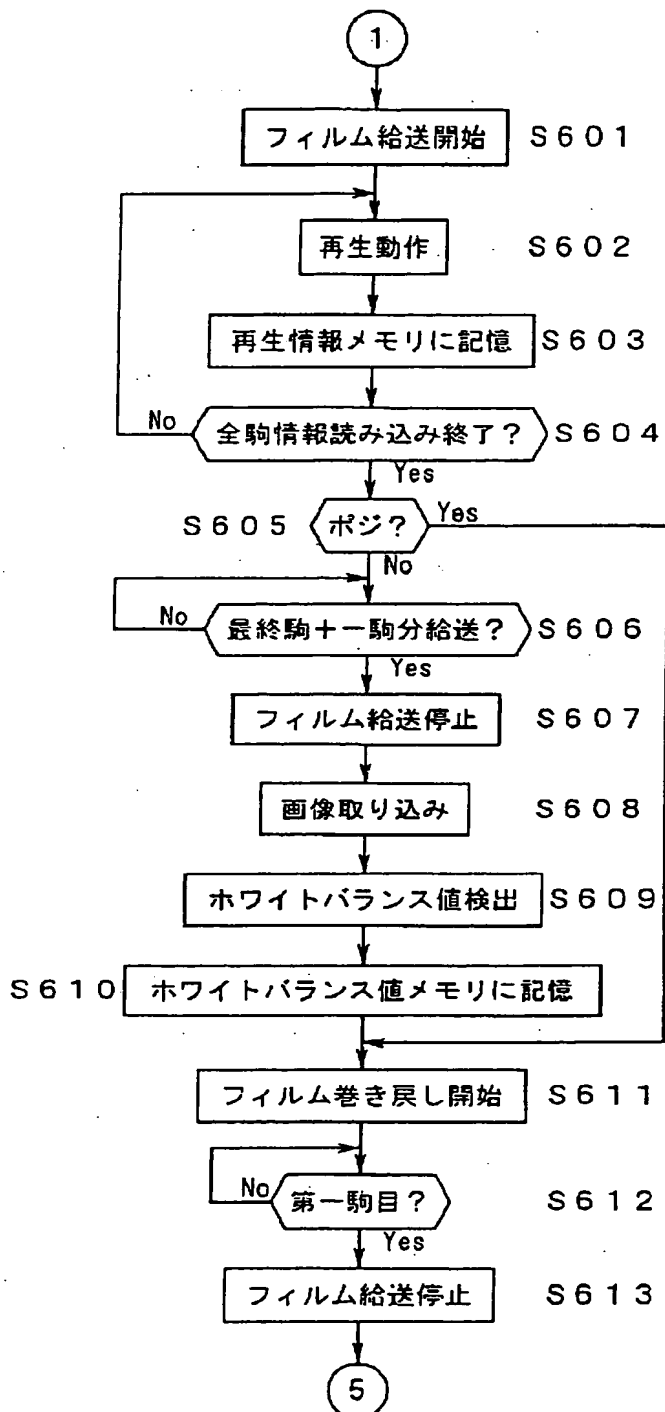 1
フィルム給送開始 S601
再生動作 S602
再生情報メモリに記憶 S603
No 全駒情報読み込み終了? S604
Yes
S605 ポジ? Yes
No
No 最終駒+一駒分給送? S606
Yes
フィルム給送停止 S607
画像取り込み S608
ホワイトバランス値検出 S609
S610 ホワイトバランス値メモリに記憶
フィルム巻き戻し開始 S611
No 第一駒目? S612
Yes
フィルム給送停止 S613
5